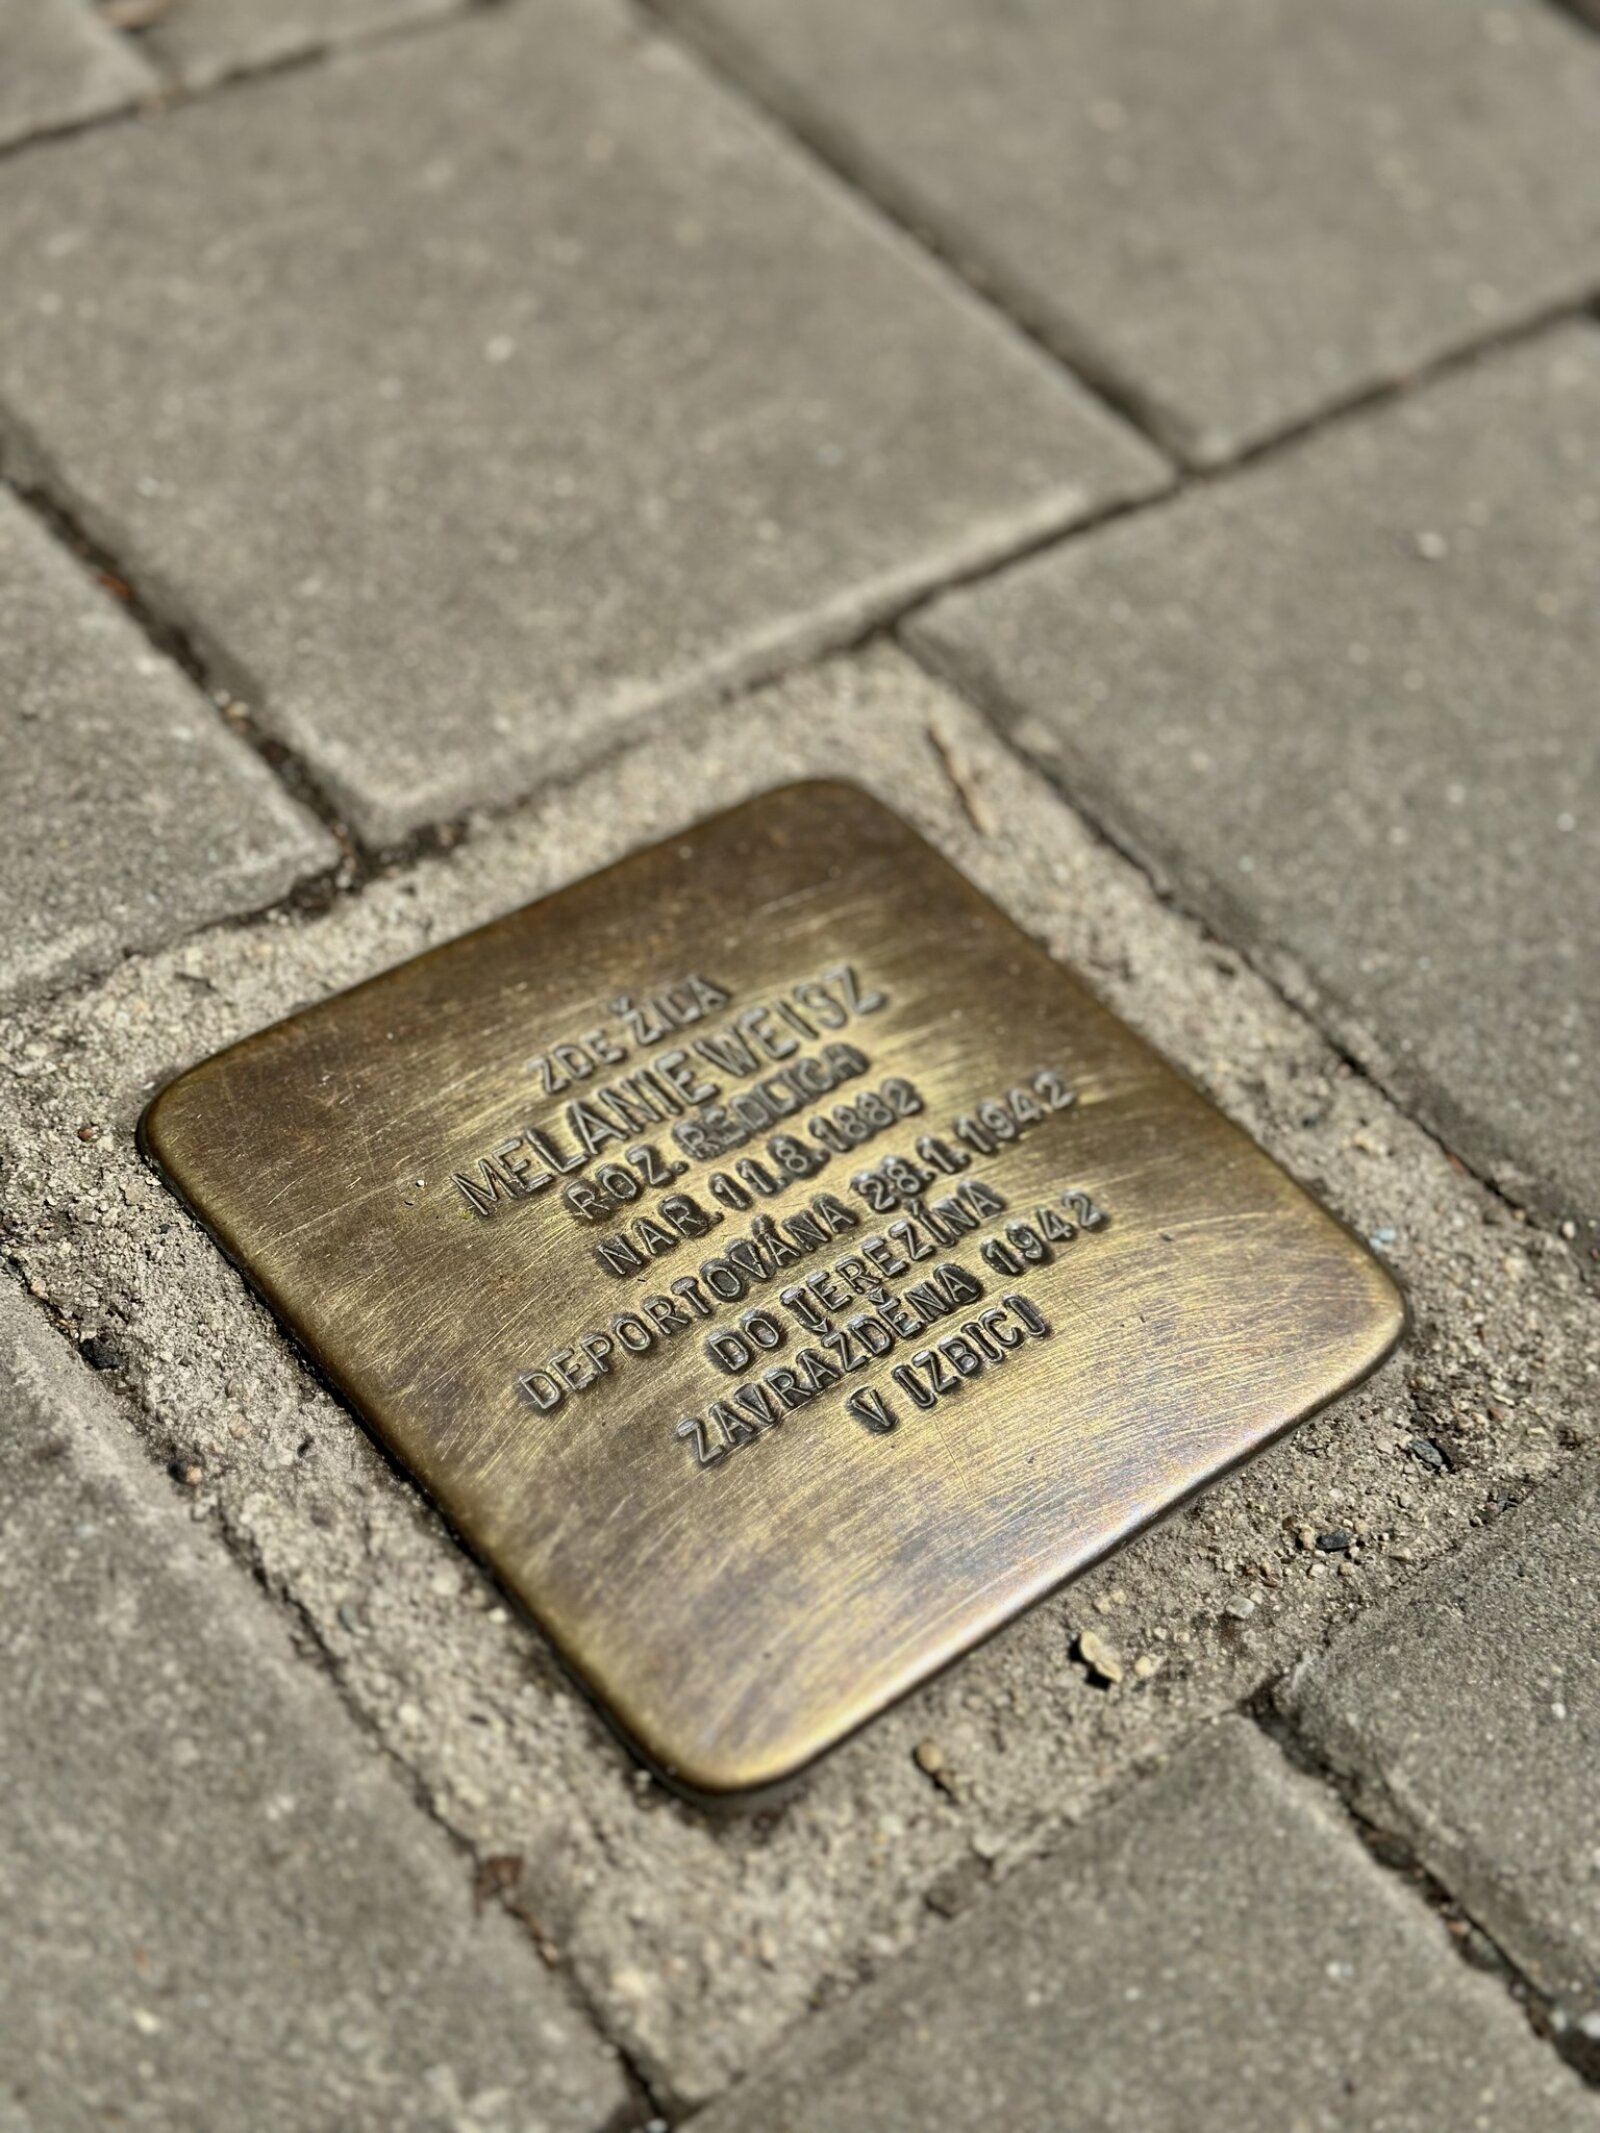 ZDE ŽILA
MELANIE WEISZ
ROZ.
NAR. 11.8.1882
DEPORTOVÁNA 28.1.1942
DO TEREZÍNA
ZAVRAŽDĚNA 1942
V IZBICI